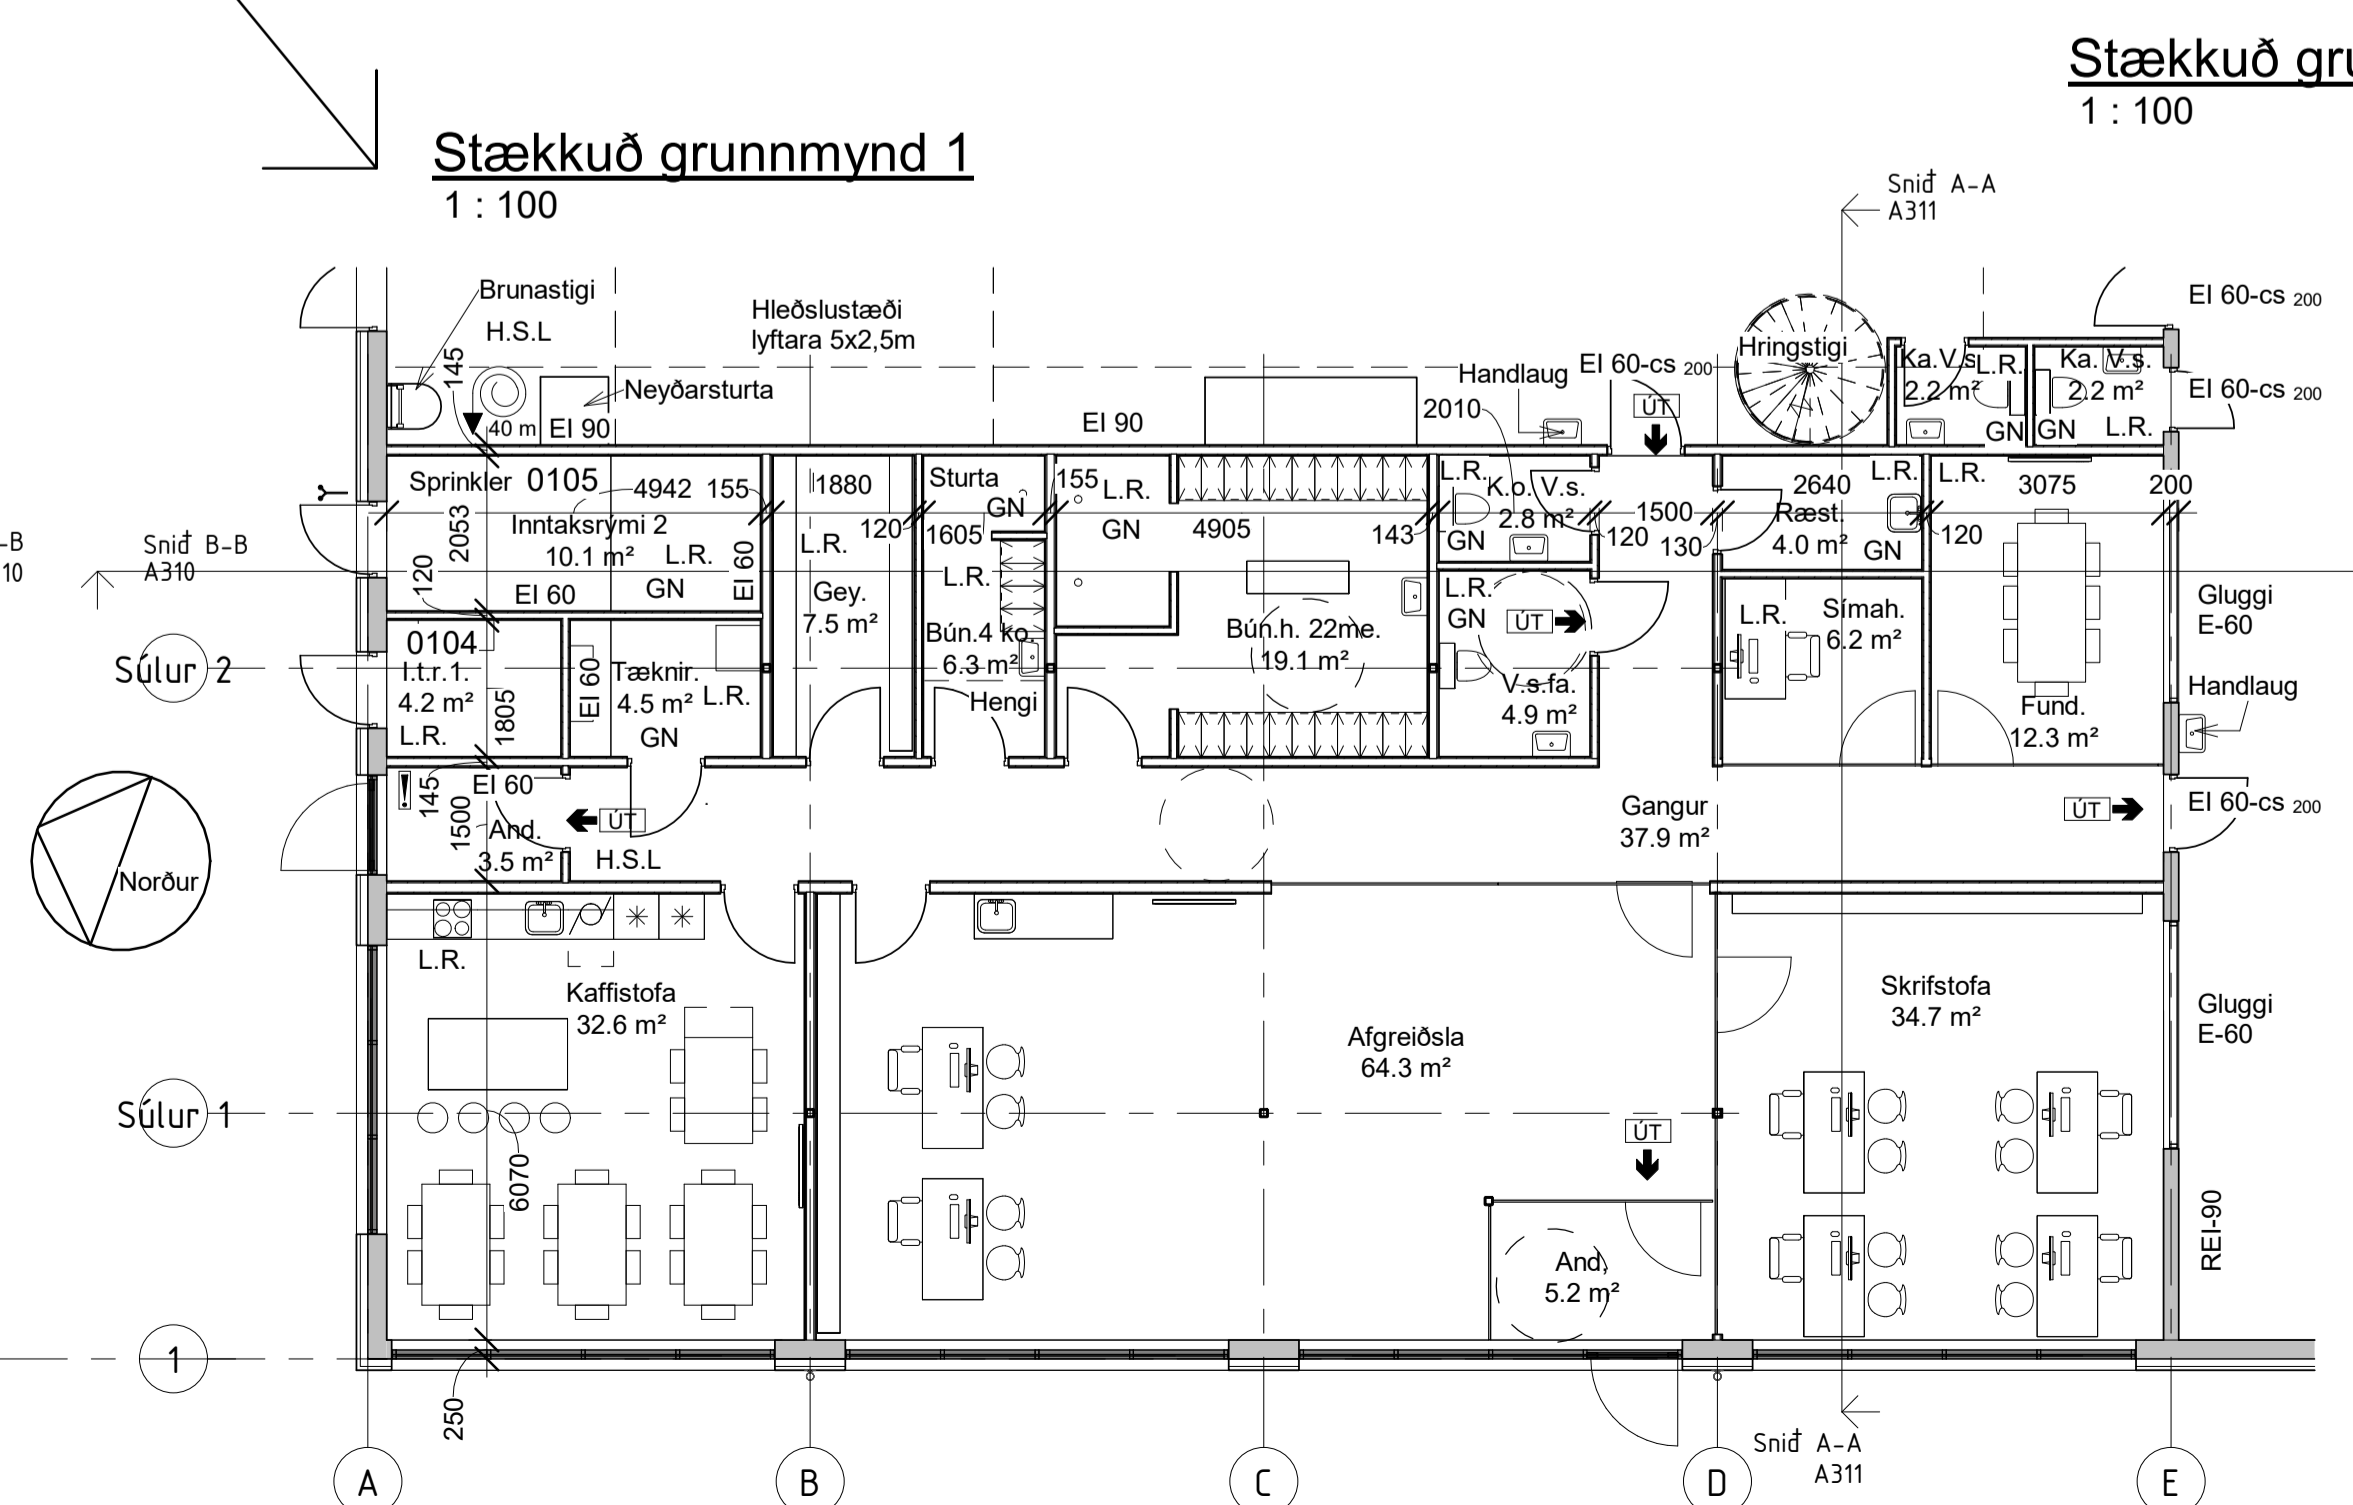 Stækkuð gru
1 : 100
Stækkuð grunnmynd 1
1 : 100
Snið A-A
A311
Brunastigi
H.S.L
145
Hleðslustæði
lyftara 5x2,5m
Neyðarsturta
40 m
EI 90
EI 90
Handlaug
EI 60-cs 200
2010
ÚT
Hringstigi
Ka.V.s.
2.2 m²
L.R.
GN
Ka. V.s.
2.2 m²
GN
L.R.
EI 60-cs 200
EI 60-cs 200
Sprinkler
0105
4942
155
Inntaksrými 2
10.1 m²
L.R.
GN
2053
120
EI 60
EI 60
1880
L.R.
120
Gey.
7.5 m²
Sturta
GN
155
1605
L.R.
Bún.4 ko
6.3 m²
Hengi
L.R.
GN
4905
143
Bún.h. 22me.
19.1 m²
L.R.
K.o. V.s.
2.8 m²
GN
L.R.
GN
ÚT
V.s.fa.
4.9 m²
1500
120
130
2640
L.R.
Ræst.
4.0 m²
GN
L.R.
3075
200
120
L.R.
Símah.
6.2 m²
Fund.
12.3 m²
Gluggi
E-60
Handlaug
-B
10
Snið B-B
A310
Súlur 2
0104
I.t.r.1.
4.2 m²
L.R.
1805
EI 60
Tæknir.
4.5 m²
L.R.
GN
145
EI 60
1500
And.
3.5 m²
ÚT
H.S.L
Gangur
37.9 m²
ÚT
EI 60-cs 200
Norður
L.R.
Kaffistofa
32.6 m²
Afgreiðsla
64.3 m²
Skrifstofa
34.7 m²
Gluggi
E-60
Súlur 1
6070
ÚT
And.
5.2 m²
REI-90
1
250
Snið A-A
A311
A
B
C
D
E